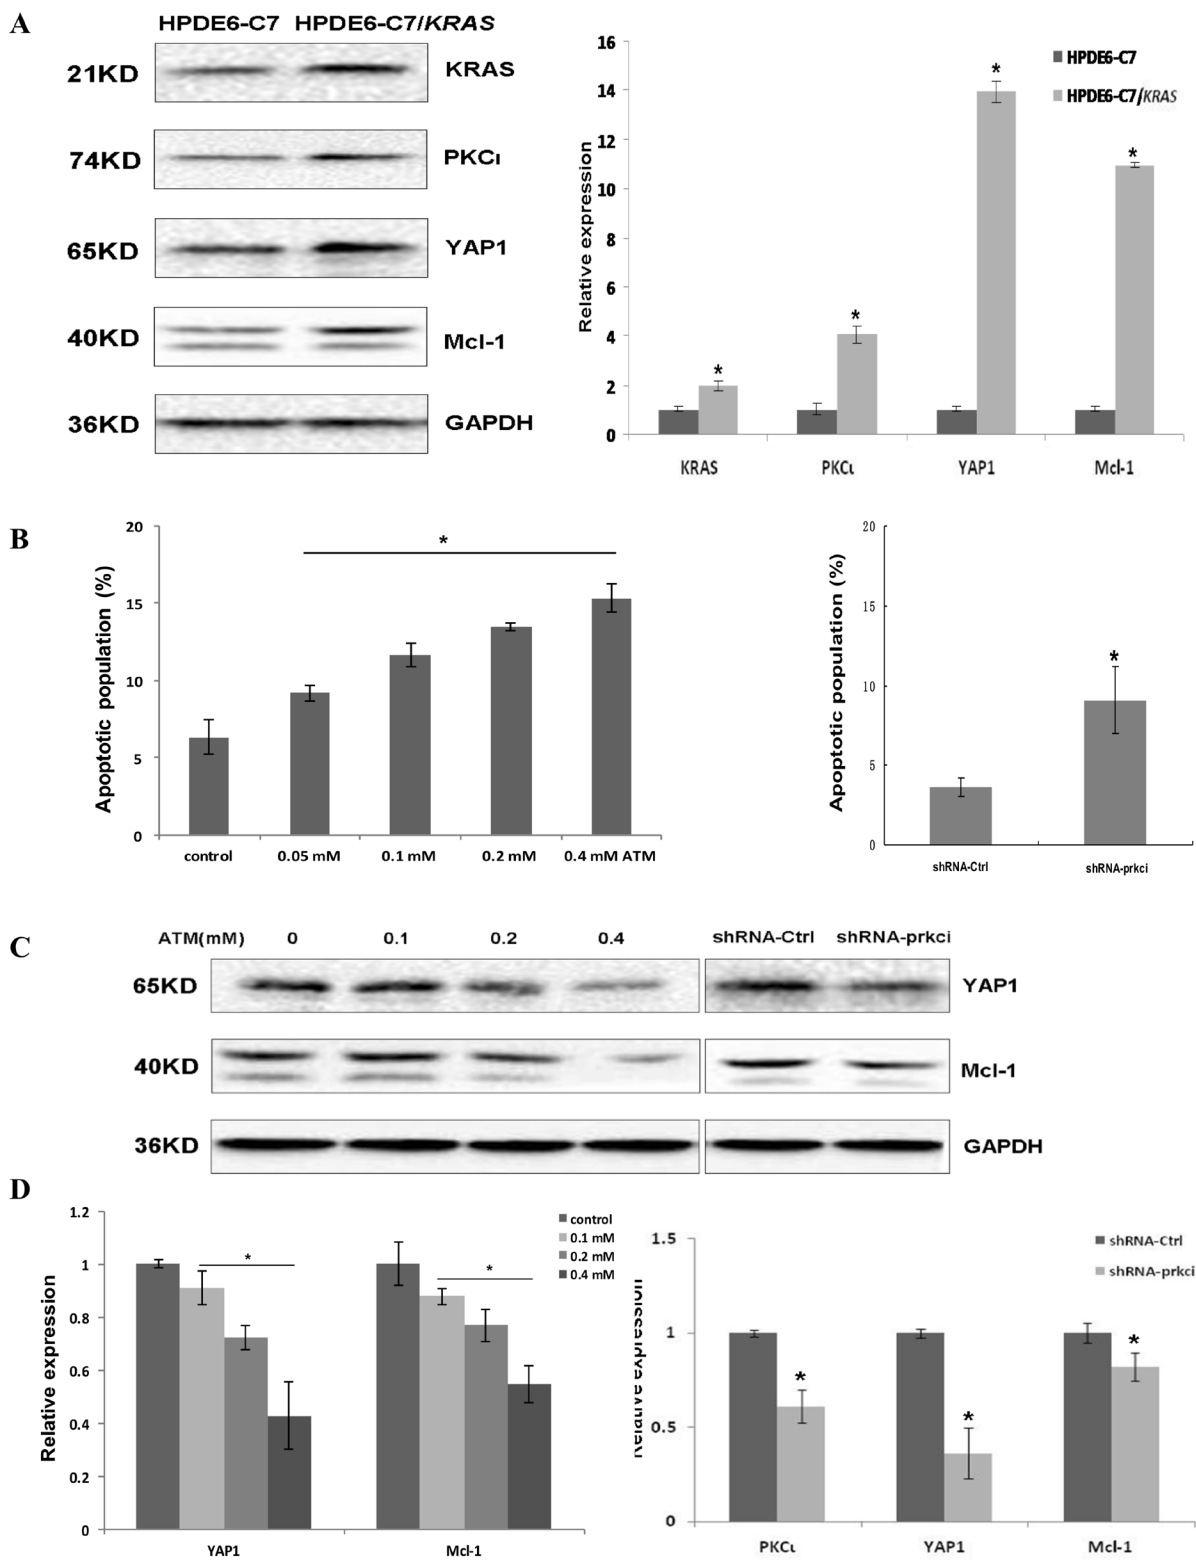 A
HPDE6-C7 HPDE6-C7/KRAS
21KD KRAS
74KD PKCι
65KD YAP1
40KD Mcl-1
36KD GAPDH
Relative expression
16
14
12
10
8
6
4
2
0
HPDE6-C7
HPDE6-C7/KRAS
* * * *
KRAS PKCι YAP1 Mcl-1
B
Apoptotic population (%)
20
15
10
5
0
*
control 0.05 mM 0.1 mM 0.2 mM 0.4 mM ATM
Apoptotic population (%)
20
15
10
5
0
*
shRNA-Ctrl shRNA-prkci
C
ATM(mM) 0 0.1 0.2 0.4 shRNA-Ctrl shRNA-prkci
65KD YAP1
40KD Mcl-1
36KD GAPDH
D
Relative expression
1.2
1
0.8
0.6
0.4
0.2
0
control
0.1 mM
0.2 mM
0.4 mM
* *
YAP1 Mcl-1
Relative expression
1.5
1
0.5
0
shRNA-Ctrl
shRNA-prkci
* * *
PKCι YAP1 Mcl-1